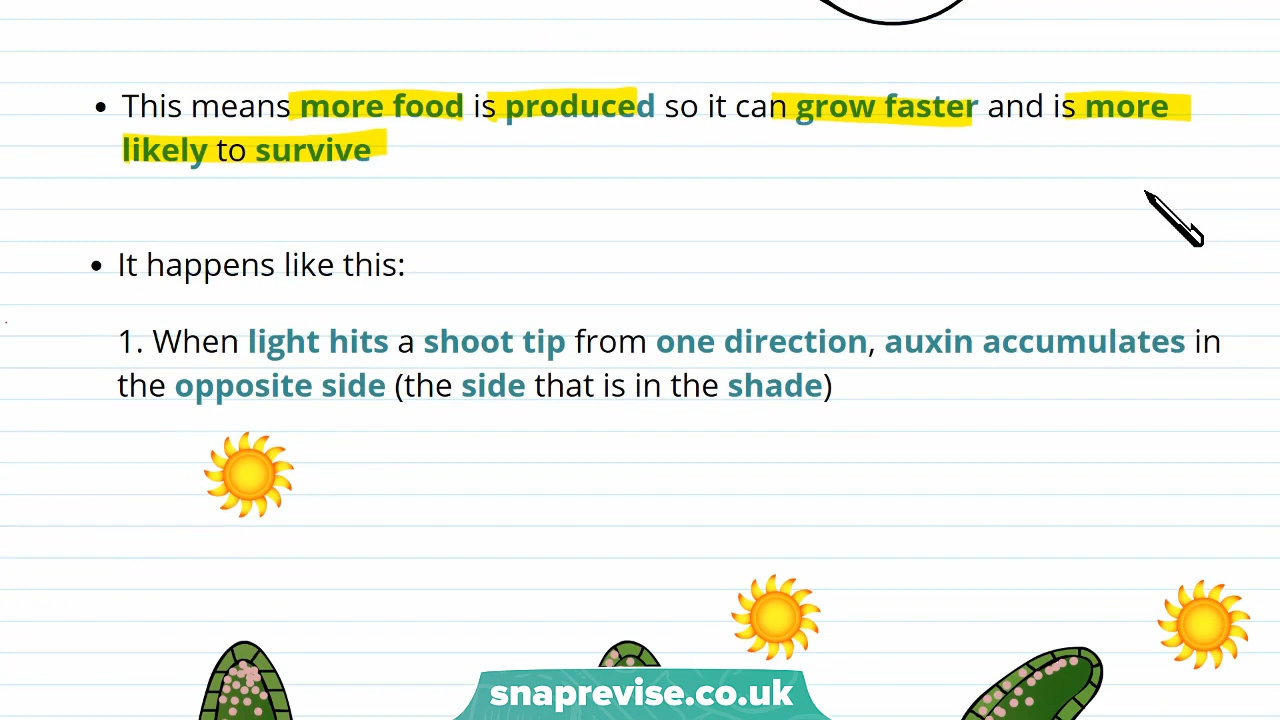 • This means more food is produced so it can grow faster and is more
likely to survive
• It happens like this:
1. When light hits a shoot tip from one direction, auxin accumulates in
the opposite side (the side that is in the shade)
snaprevise.co.uk